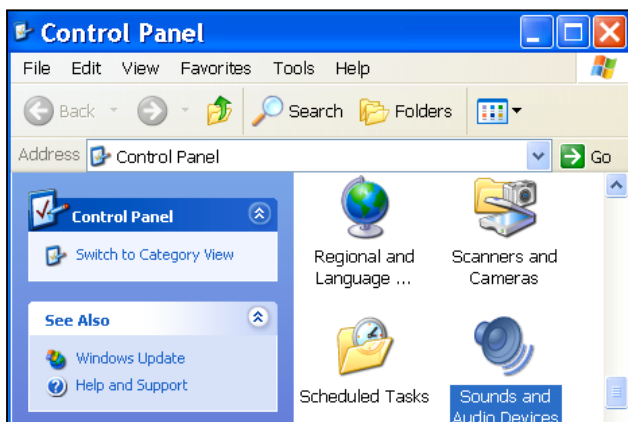 Control Panel
File Edit View Favorites Tools Help
Back Search Folders
Address Control Panel Go
Control Panel
Switch to Category View
See Also
Windows Update
Help and Support
Regional and
Language ...
Scanners and
Cameras
Scheduled Tasks
Sounds and
Audio Devices